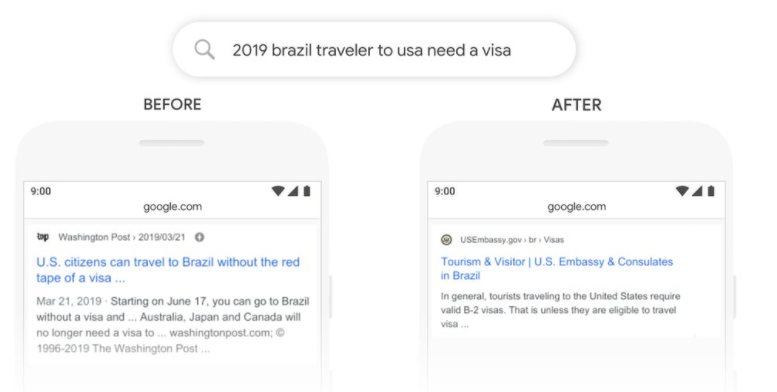 2019 brazil traveler to usa need a visa
BEFORE
9:00
google.com
Washington Post › 2019/03/21
U.S. citizens can travel to Brazil without the red
tape of a visa ...
Mar 21, 2019 · Starting on June 17, you can go to Brazil
without a visa and ... Australia, Japan and Canada will
no longer need a visa to ... washingtonpost.com; ©
1996-2019 The Washington Post ...
AFTER
9:00
google.com
USEmbassy.gov › br › Visas
Tourism & Visitor | U.S. Embassy & Consulates
in Brazil
In general, tourists traveling to the United States require
valid B-2 visas. That is unless they are eligible to travel
visa ...